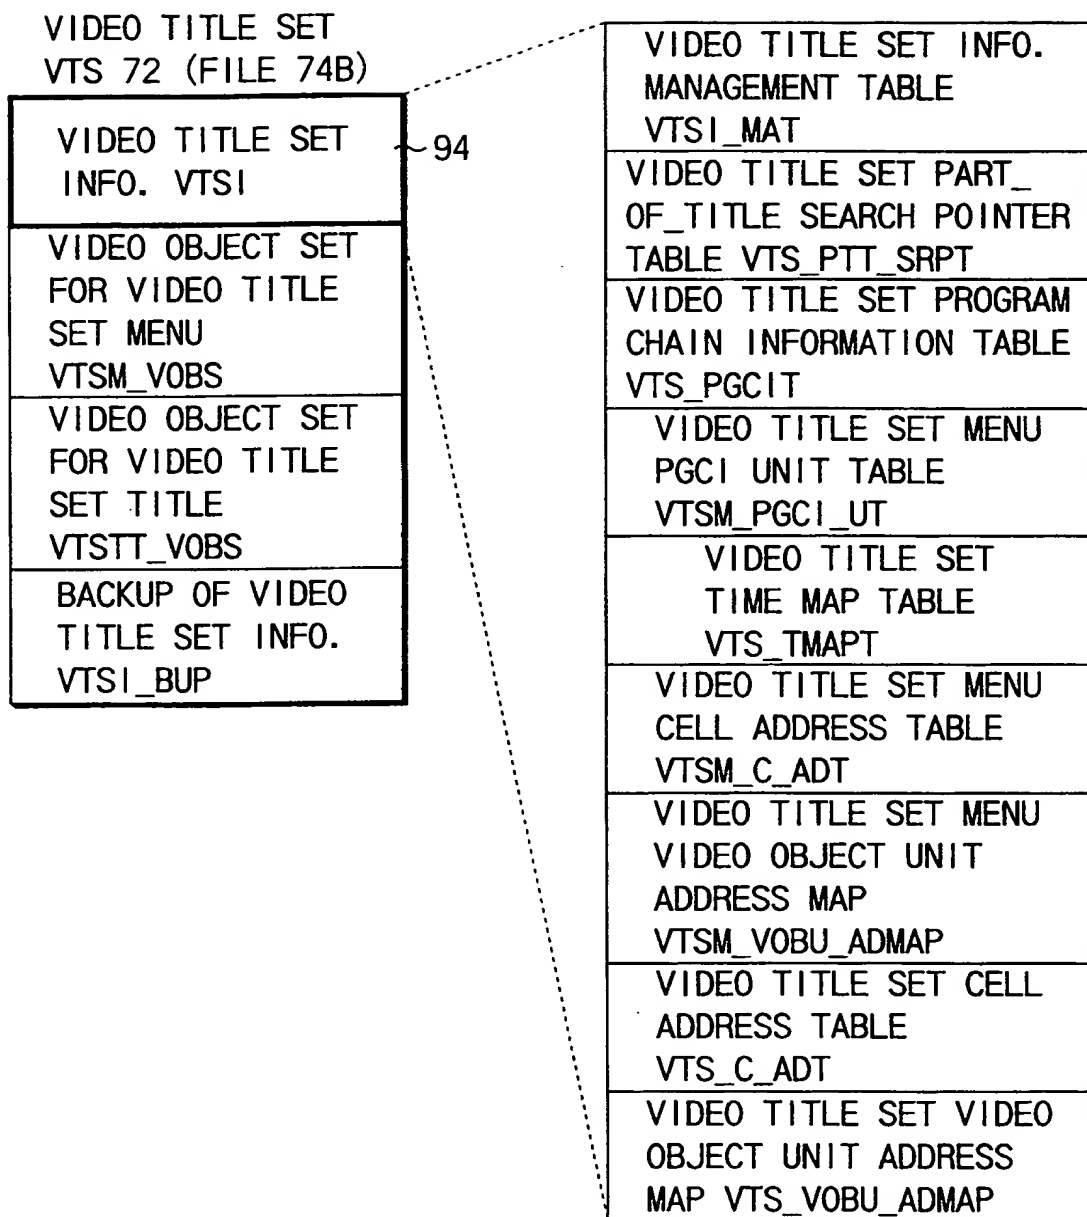 VIDEO TITLE SET
VTS 72 (FILE 74B)
VIDEO TITLE SET
INFO. VTSI
94
VIDEO OBJECT SET
FOR VIDEO TITLE
SET MENU
VTSM_VOBS
VIDEO OBJECT SET
FOR VIDEO TITLE
SET TITLE
VTSTT_VOBS
BACKUP OF VIDEO
TITLE SET INFO.
VTSI_BUP
VIDEO TITLE SET INFO.
MANAGEMENT TABLE
VTSI_MAT
VIDEO TITLE SET PART_
OF_TITLE SEARCH POINTER
TABLE VTS_PTT_SRPT
VIDEO TITLE SET PROGRAM
CHAIN INFORMATION TABLE
VTS_PGCIT
VIDEO TITLE SET MENU
PGCI UNIT TABLE
VTSM_PGCI_UT
VIDEO TITLE SET
TIME MAP TABLE
VTS_TMAPT
VIDEO TITLE SET MENU
CELL ADDRESS TABLE
VTSM_C_ADT
VIDEO TITLE SET MENU
VIDEO OBJECT UNIT
ADDRESS MAP
VTSM_VOBU_ADMAP
VIDEO TITLE SET CELL
ADDRESS TABLE
VTS_C_ADT
VIDEO TITLE SET VIDEO
OBJECT UNIT ADDRESS
MAP VTS_VOBU_ADMAP